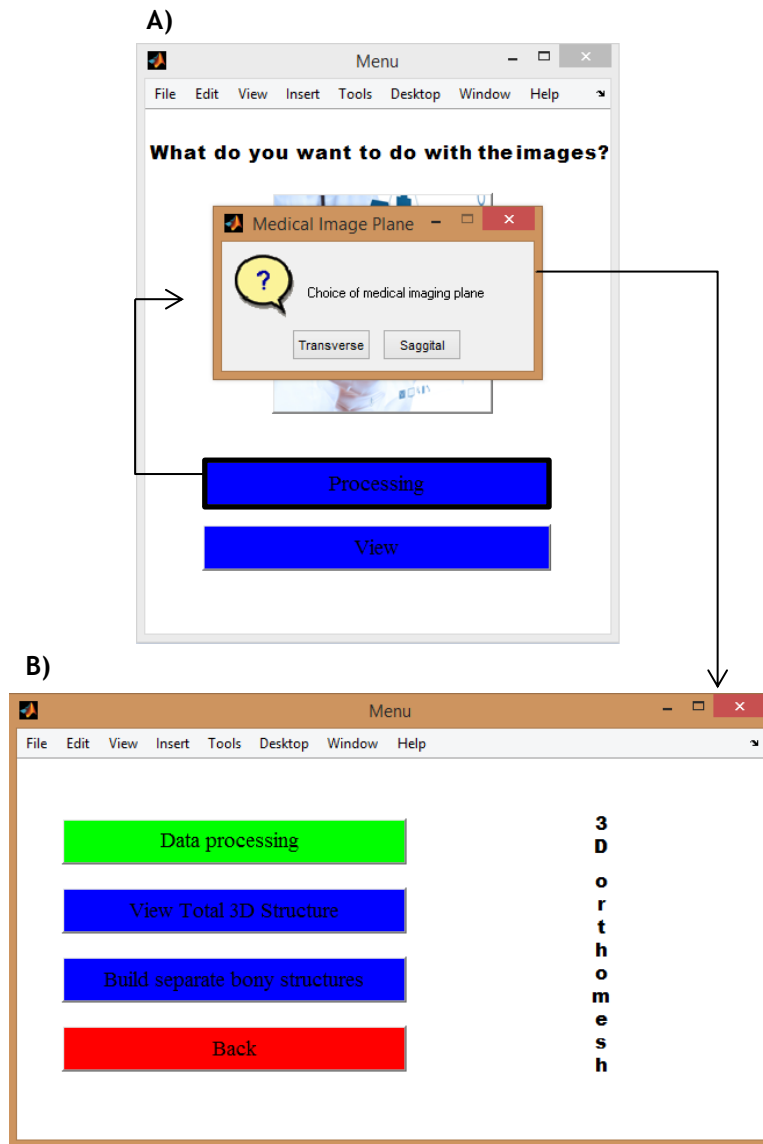 A)
Menu
File Edit View Insert Tools Desktop Window Help
What do you want to do with the images?
Medical Image Plane
?
Choice of medical imaging plane
Transverse Saggital
Processing
View
B)
Menu
File Edit View Insert Tools Desktop Window Help
Data processing
View Total 3D Structure
Build separate bony structures
Back
3
D
o
r
t
h
o
m
e
s
h